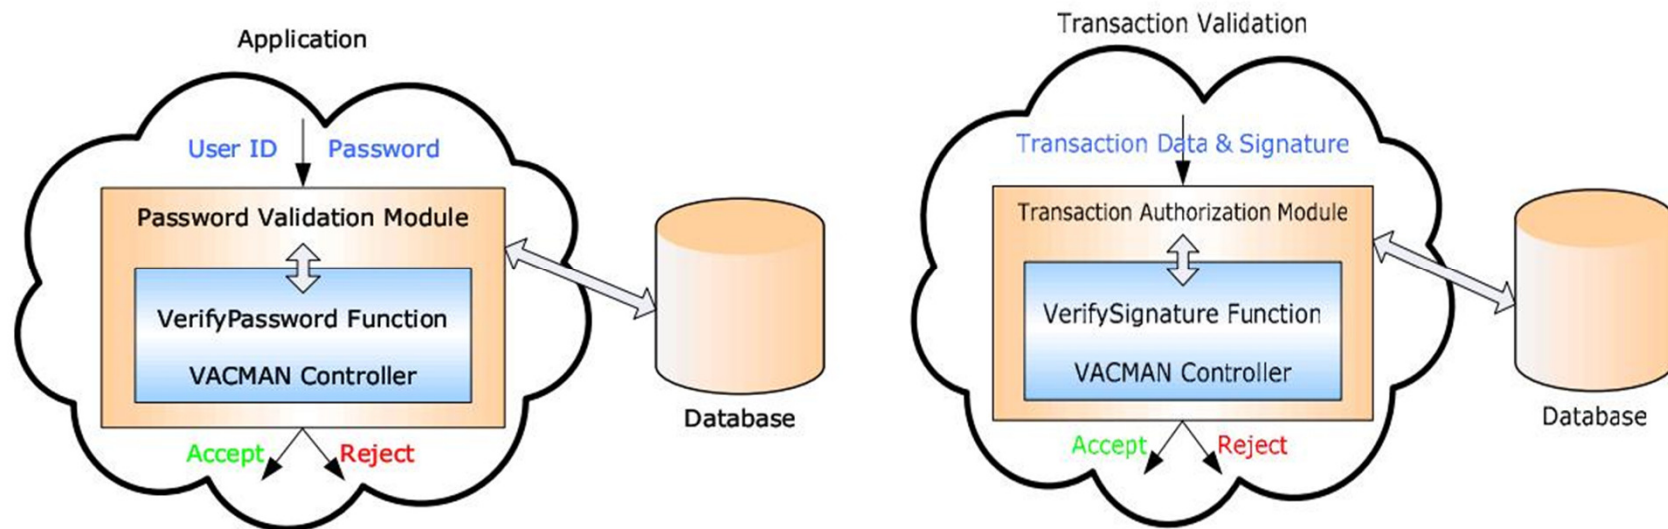 Application
User ID
Password
Password Validation Module
VerifyPassword Function
VACMAN Controller
Accept
Reject
Database
Transaction Validation
Transaction Data & Signature
Transaction Authorization Module
VerifySignature Function
VACMAN Controller
Accept
Reject
Database